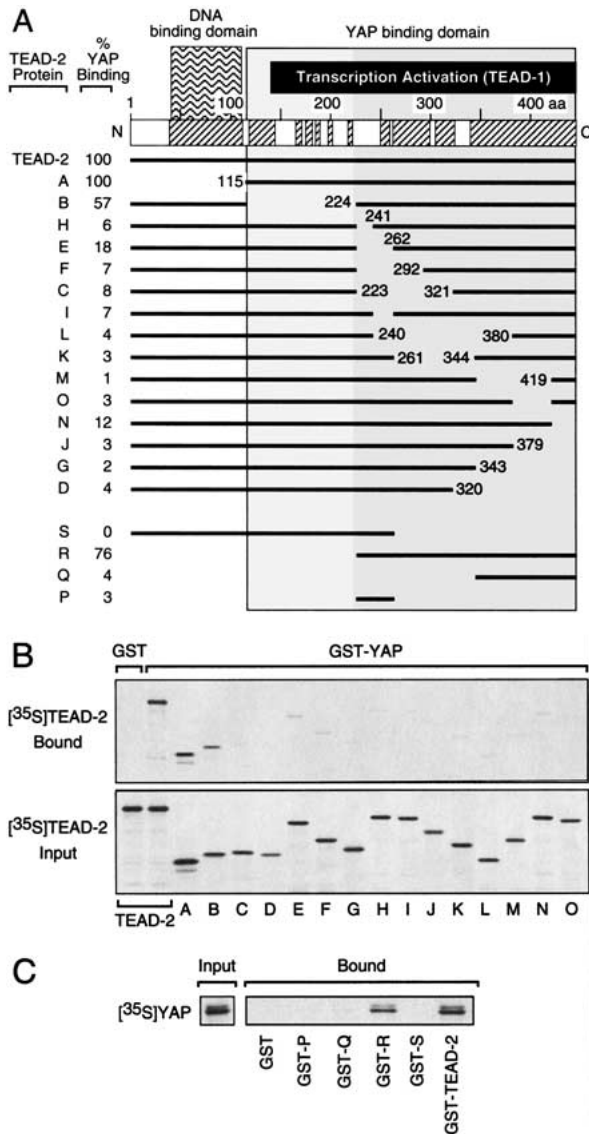 A
DNA
binding domain
YAP binding domain
%
YAP
Binding
TEAD-2
Protein
Transcription Activation (TEAD-1)
1 100 200 300 400 aa
N C
TEAD-2 100
A 100 115
B 57 224
H 6 241
E 18 262
F 7 292
C 8 223 321
I 7
L 4 240 380
K 3 261 344
M 1 419
O 3
N 12
J 3 379
G 2 343
D 4 320
S 0
R 76
Q 4
P 3
B
GST GST-YAP
[35S]TEAD-2
Bound
[35S]TEAD-2
Input
TEAD-2 A B C D E F G H I J K L M N O
C
Input Bound
[35S]YAP
GST GST-P GST-Q GST-R GST-S GST-TEAD-2